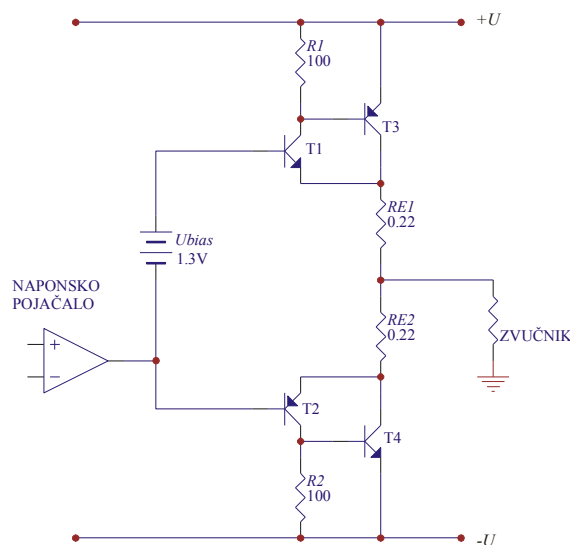 +U
R1
100
T3
T1
RE1
0.22
Ubias
1.3V
NAPONSKO
POJAČALO
RE2
0.22
ZVUČNIK
+
−
T2
T4
R2
100
-U